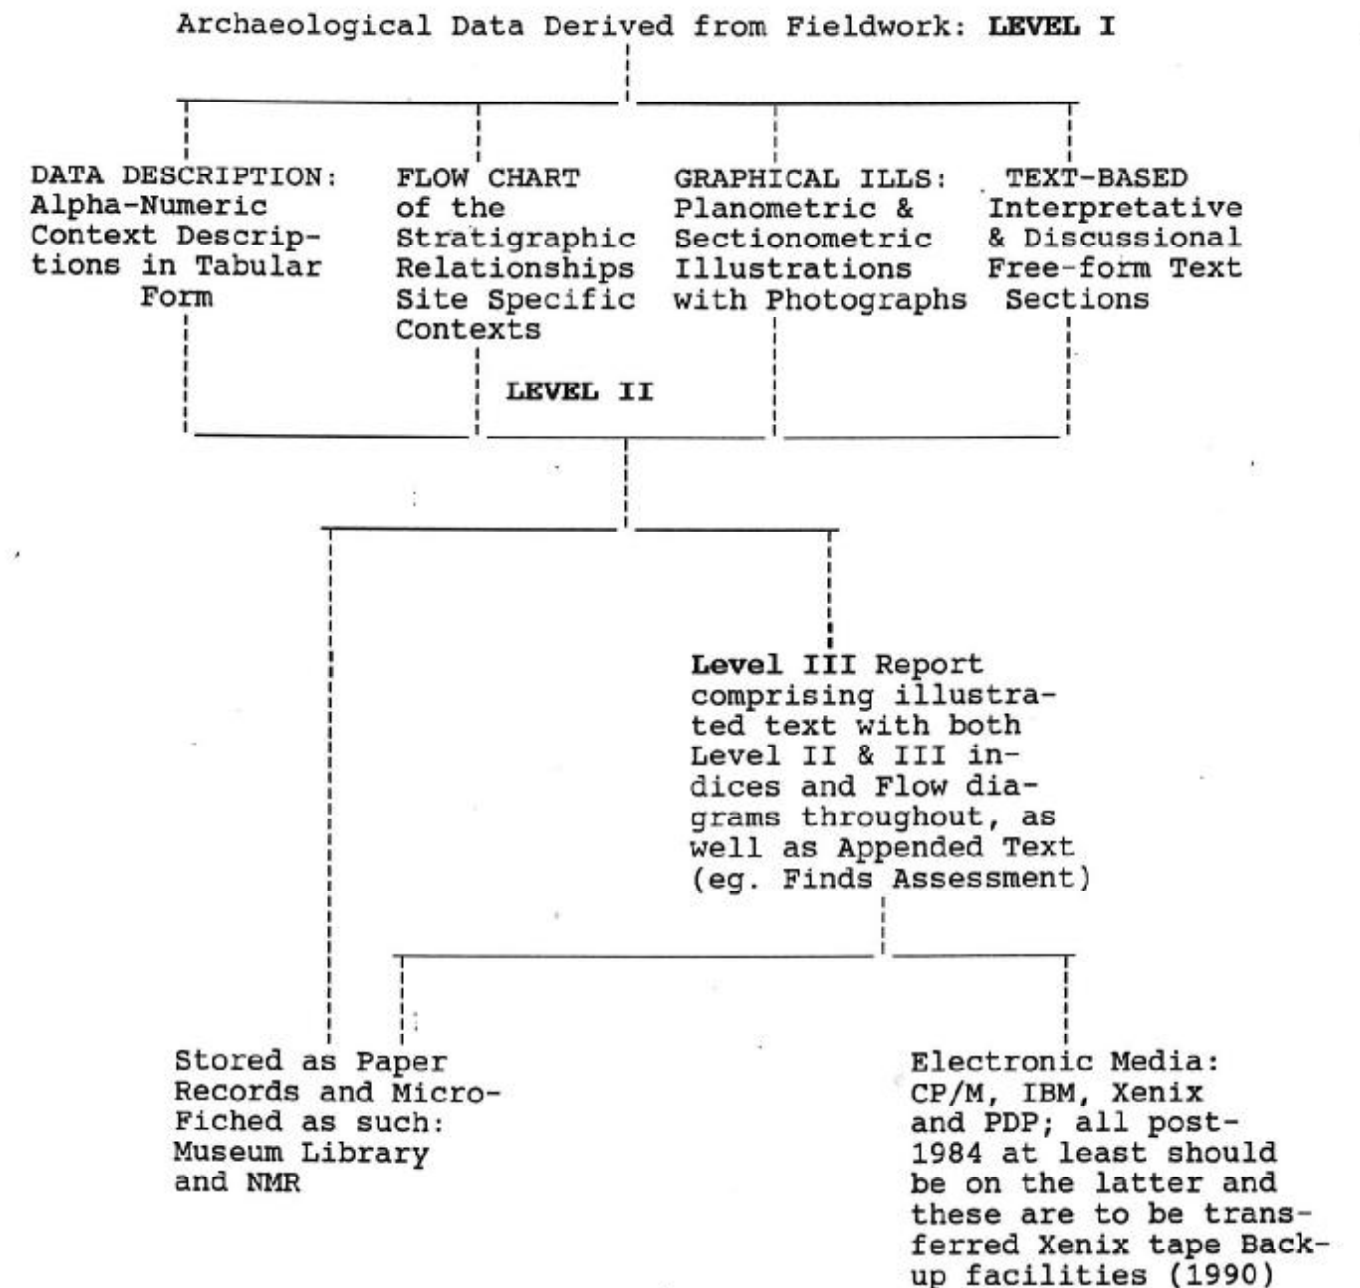 Archaeological Data Derived from Fieldwork: LEVEL I
DATA DESCRIPTION:
Alpha-Numeric
Context Descrip-
tions in Tabular
Form
FLOW CHART
of the
Stratigraphic
Relationships
Site Specific
Contexts
GRAPHICAL ILLS:
Planometric &
Sectionometric
Illustrations
with Photographs
TEXT-BASED
Interpretative
& Discussional
Free-form Text
Sections
LEVEL II
Level III Report
comprising illustra-
ted text with both
Level II & III in-
dices and Flow dia-
grams throughout, as
well as Appended Text
(eg. Finds Assessment)
Stored as Paper
Records and Micro-
Fiched as such:
Museum Library
and NMR
Electronic Media:
CP/M, IBM, Xenix
and PDP; all post-
1984 at least should
be on the latter and
these are to be trans-
ferred Xenix tape Back-
up facilities (1990)